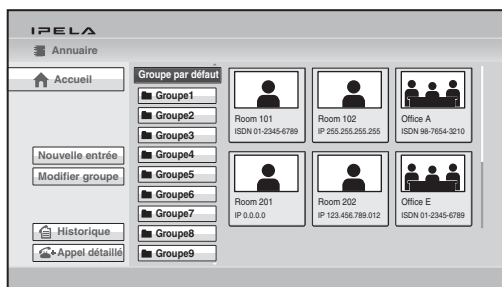 IPELA
Annuaire
Accueil
Nouvelle entrée
Modifier groupe
Historique
Appel détaillé
Groupe par défaut
Groupe1
Groupe2
Groupe3
Groupe4
Groupe5
Groupe6
Groupe7
Groupe8
Groupe9
Room 101
ISDN 01-2345-6789
Room 102
IP 255.255.255.255
Office A
ISDN 98-7654-3210
Room 201
IP 0.0.0.0
Room 202
IP 123.456.789.012
Office E
ISDN 01-2345-6789